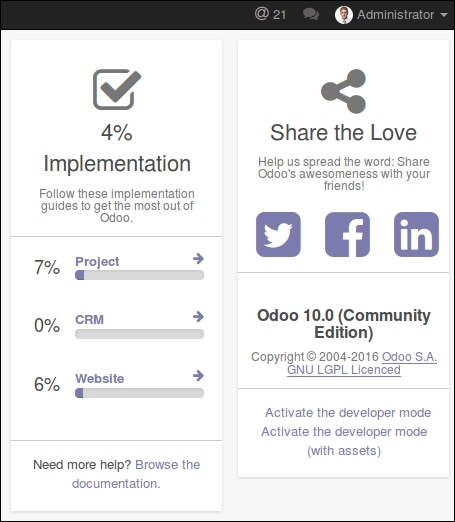 @ 21 Administrator
4%
Implementation
Follow these implementation
guides to get the most out of
Odoo.
7% Project
0% CRM
6% Website
Need more help? Browse the
documentation.
Share the Love
Help us spread the word: Share
Odoo's awesomeness with your
friends!
Odoo 10.0 (Community
Edition)
Copyright © 2004-2016 Odoo S.A.
GNU LGPL Licenced
Activate the developer mode
Activate the developer mode
(with assets)